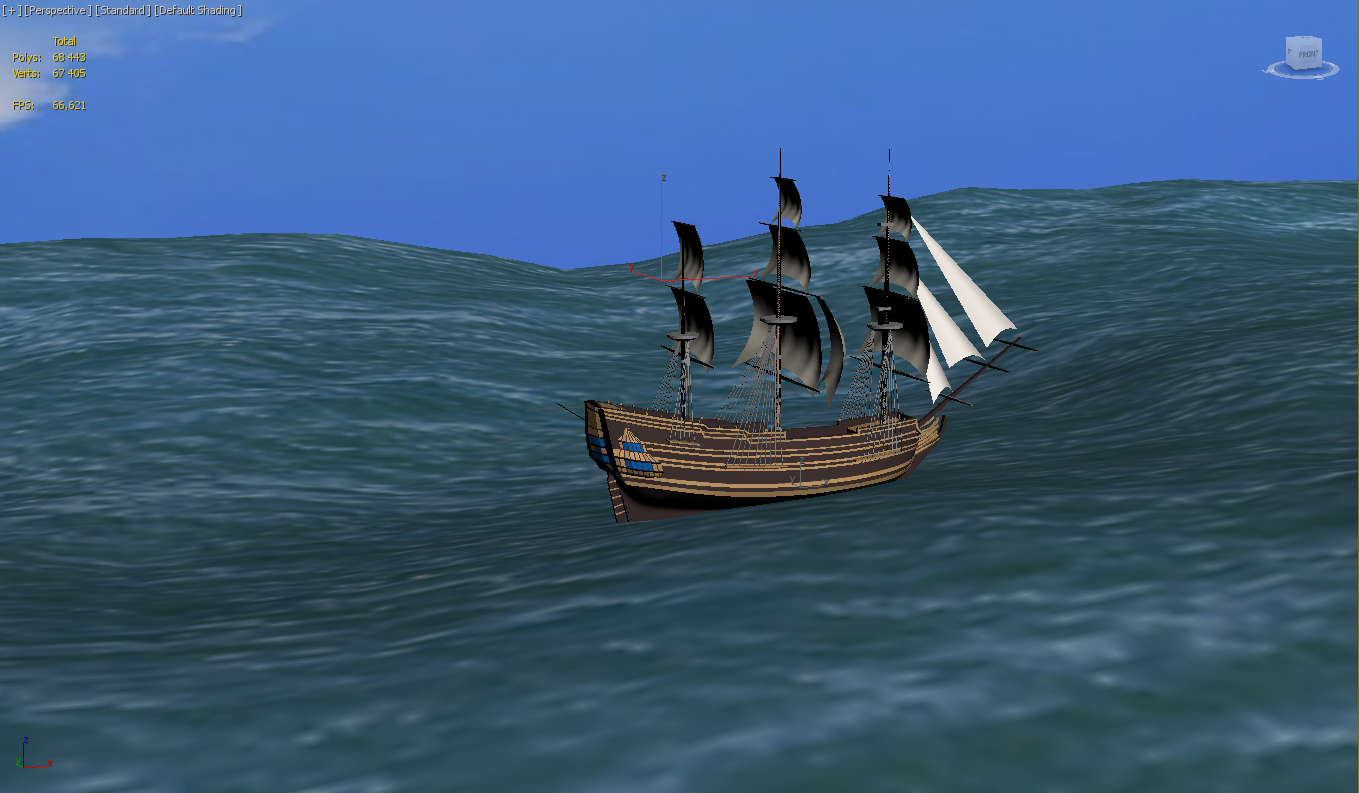 [+] [Perspective] [Standard] [Default Shading]
Total
Polys: 68 443
Verts: 67 405
FPS: 66,621
FRONT
z
y
x
z
y x